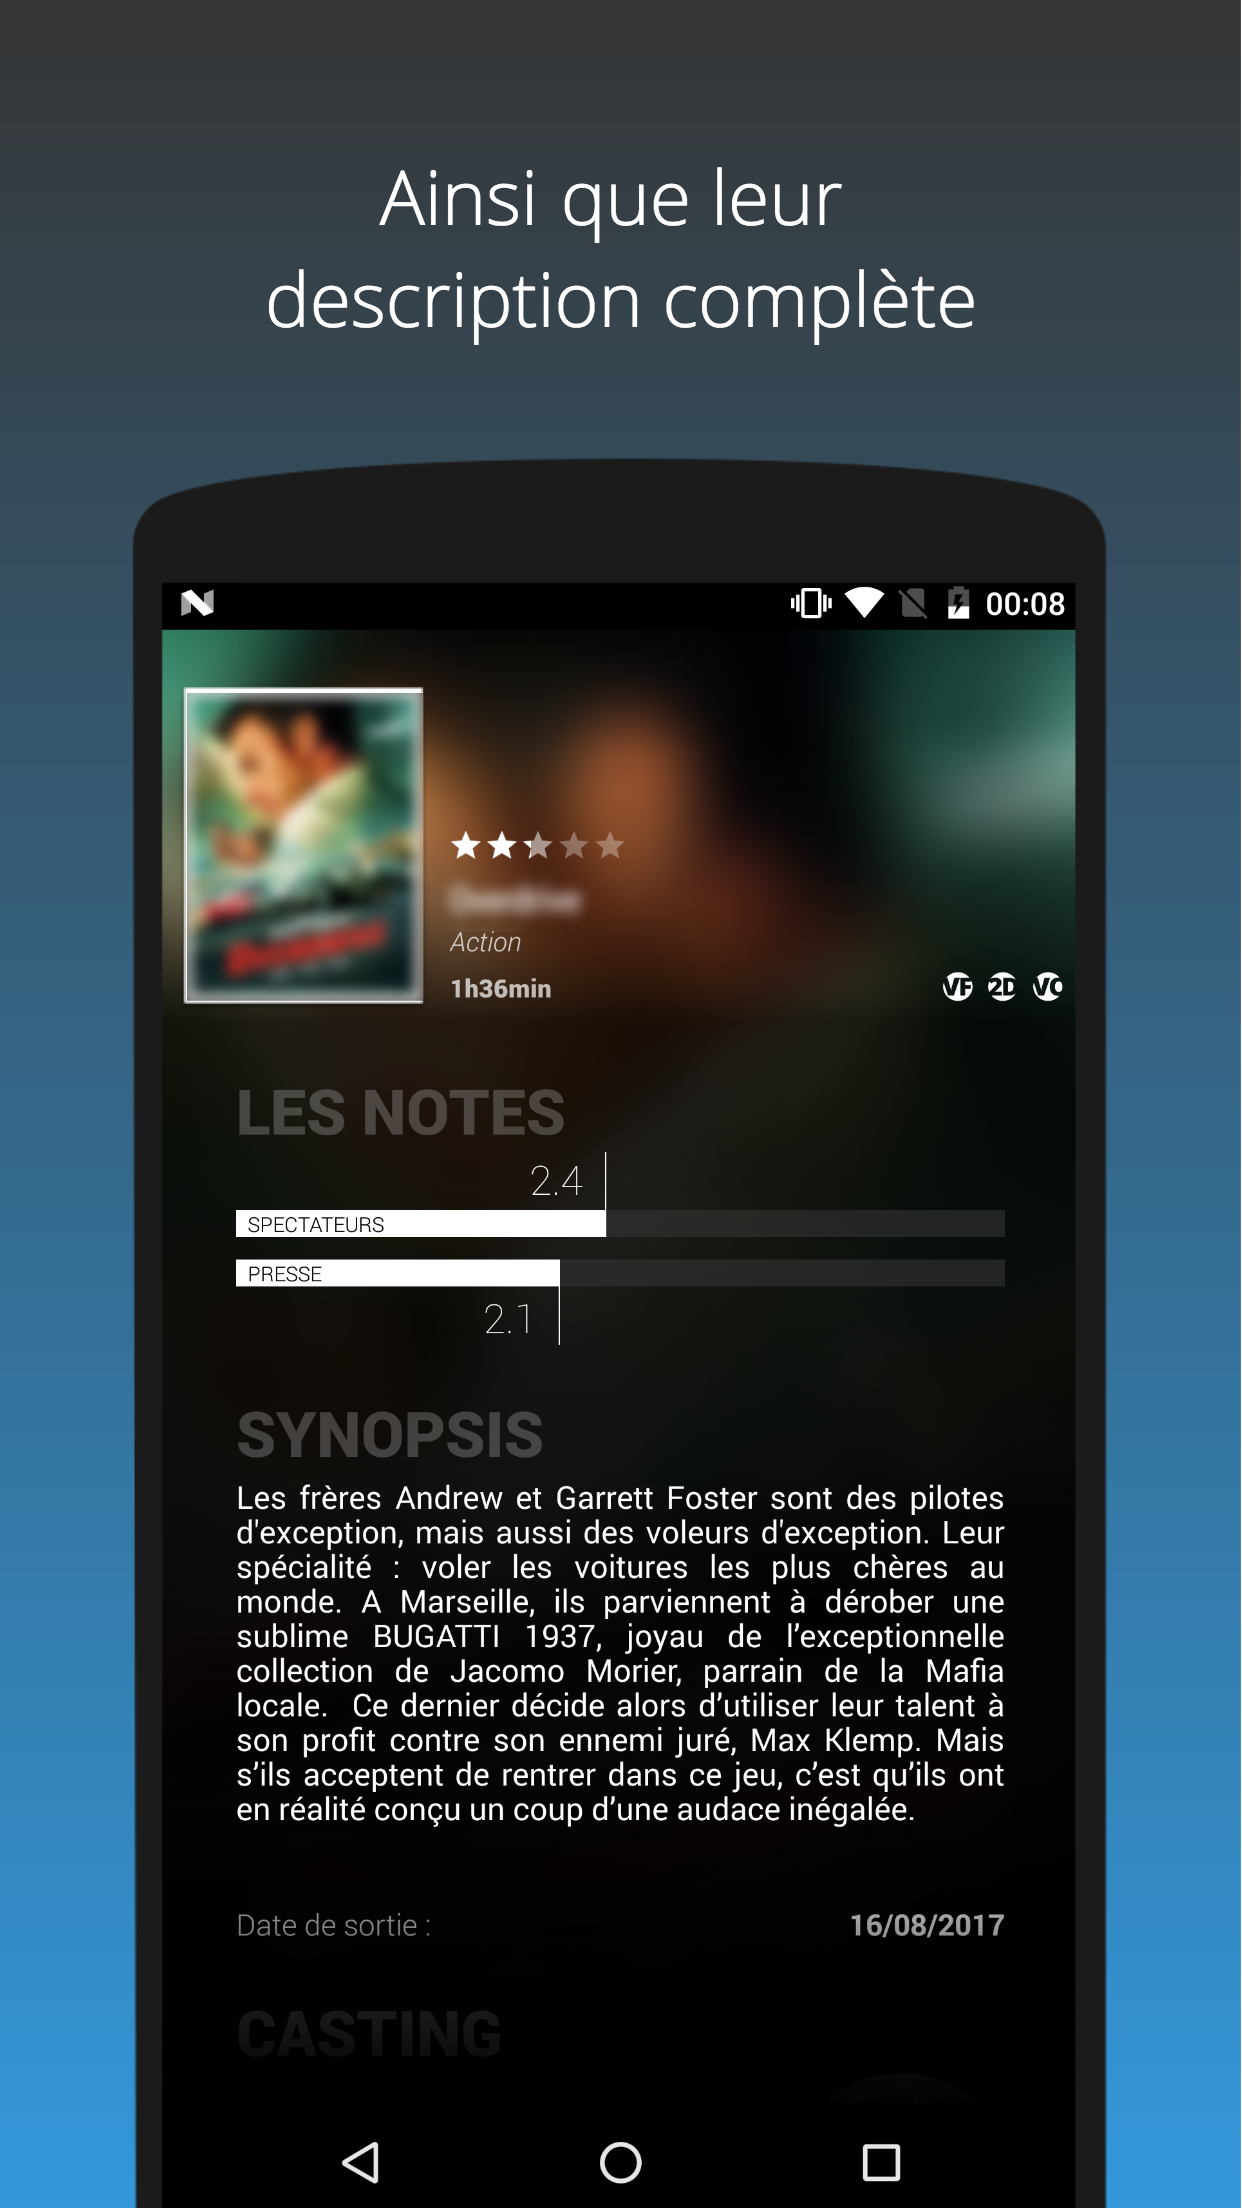 Ainsi que leur
description complète
00:08
Overdrive
Action
1h36min
VF 2D VO
LES NOTES
2.4
SPECTATEURS
PRESSE
2.1
SYNOPSIS
Les frères Andrew et Garrett Foster sont des pilotes
d'exception, mais aussi des voleurs d'exception. Leur
spécialité : voler les voitures les plus chères au
monde. A Marseille, ils parviennent à dérober une
sublime BUGATTI 1937, joyau de l’exceptionnelle
collection de Jacomo Morier, parrain de la Mafia
locale.  Ce dernier décide alors d’utiliser leur talent à
son profit contre son ennemi juré, Max Klemp. Mais
s’ils acceptent de rentrer dans ce jeu, c’est qu’ils ont
en réalité conçu un coup d’une audace inégalée.
Date de sortie : 16/08/2017
CASTING